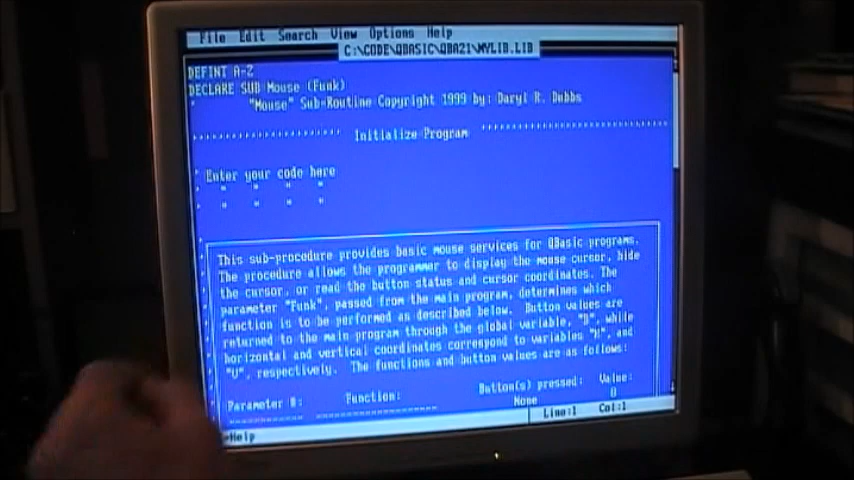 File Edit Search View Options Help
C:\CODE\QBASIC\QBA21\MYLIB.LIB
DEFINT A-Z
DECLARE SUB Mouse (Funk)
' "Mouse" Sub-Routine Copyright 1999 by: Daryl R. Dubbs
Initialize Program
' Enter your code here
' " " " "
' " " " "
This sub-procedure provides basic mouse services for QBasic programs.
The procedure allows the programmer to display the mouse cursor, hide
the cursor, or read the button status and cursor coordinates. The
parameter "Funk", passed from the main program, determines which
function is to be performed as described below. Button values are
returned to the main program through the global variable, "B", while
horizontal and vertical coordinates correspond to variables "H", and
"V", respectively. The functions and button values are as follows:
Parameter #: Function: Button(s) pressed: Value:
None 0
=Help Line:1 Col:1